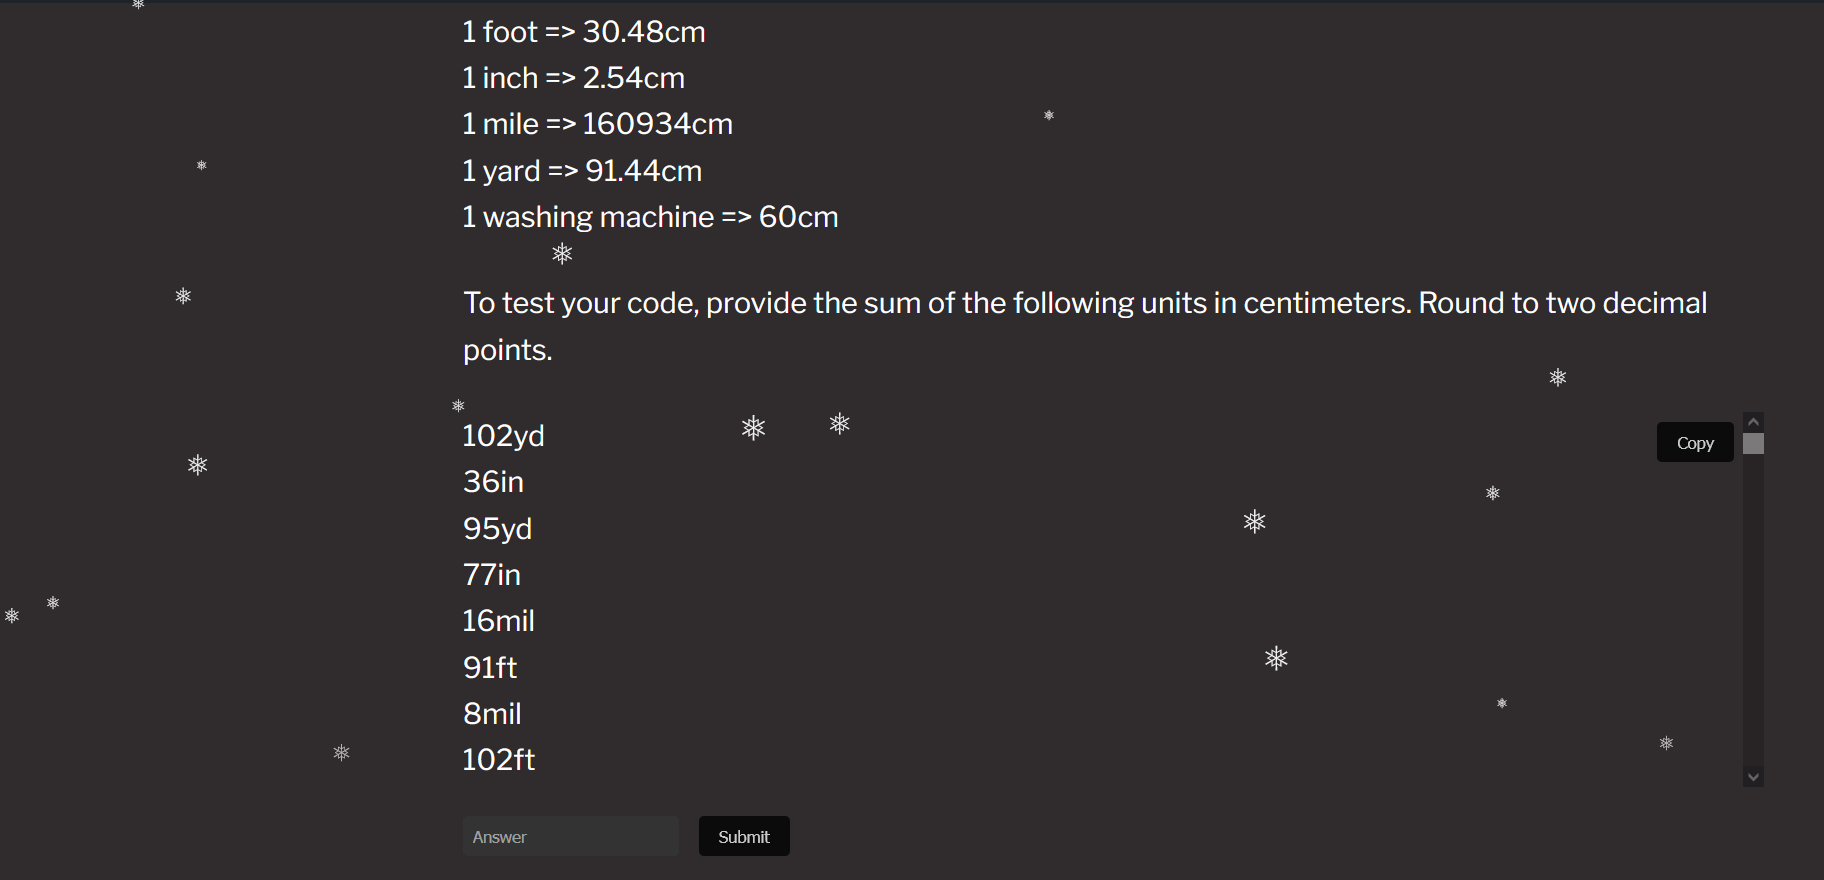 1 foot => 30.48cm
1 inch => 2.54cm
1 mile => 160934cm
1 yard => 91.44cm
1 washing machine => 60cm
To test your code, provide the sum of the following units in centimeters. Round to two decimal
points.
102yd
Copy
36in
95yd
77in
16mil
91ft
8mil
102ft
Answer
Submit